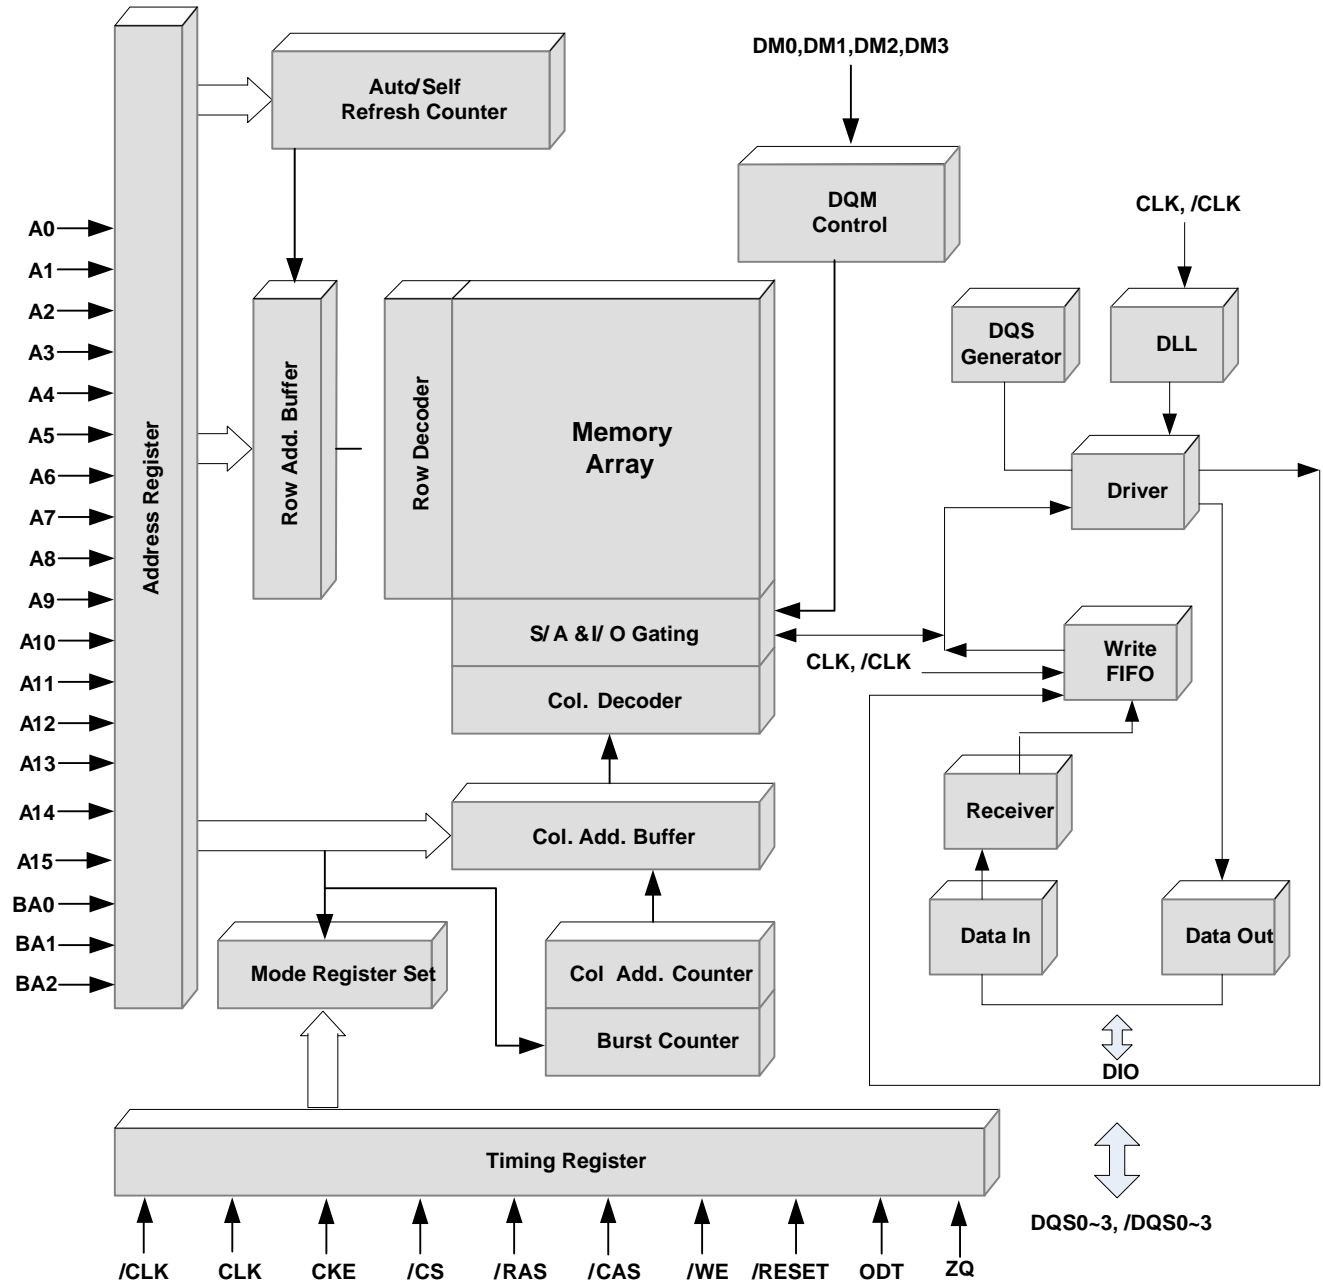 DM0,DM1,DM2,DM3
Auto/Self
Refresh Counter
DQM
Control
CLK, /CLK
A0
A1
A2
A3
A4
A5
A6
A7
A8
A9
A10
A11
A12
A13
A14
A15
BA0
BA1
BA2
Address Register
Row Add. Buffer
Row Decoder
Memory
Array
DQS
Generator
DLL
Driver
S/ A &I/ O Gating
CLK, /CLK
Write
FIFO
Col. Decoder
Receiver
Col. Add. Buffer
Data In
Data Out
Mode Register Set
Col Add. Counter
Burst Counter
DIO
Timing Register
DQS0~3, /DQS0~3
/CLK
CLK
CKE
/CS
/RAS
/CAS
/WE
/RESET
ODT
ZQ